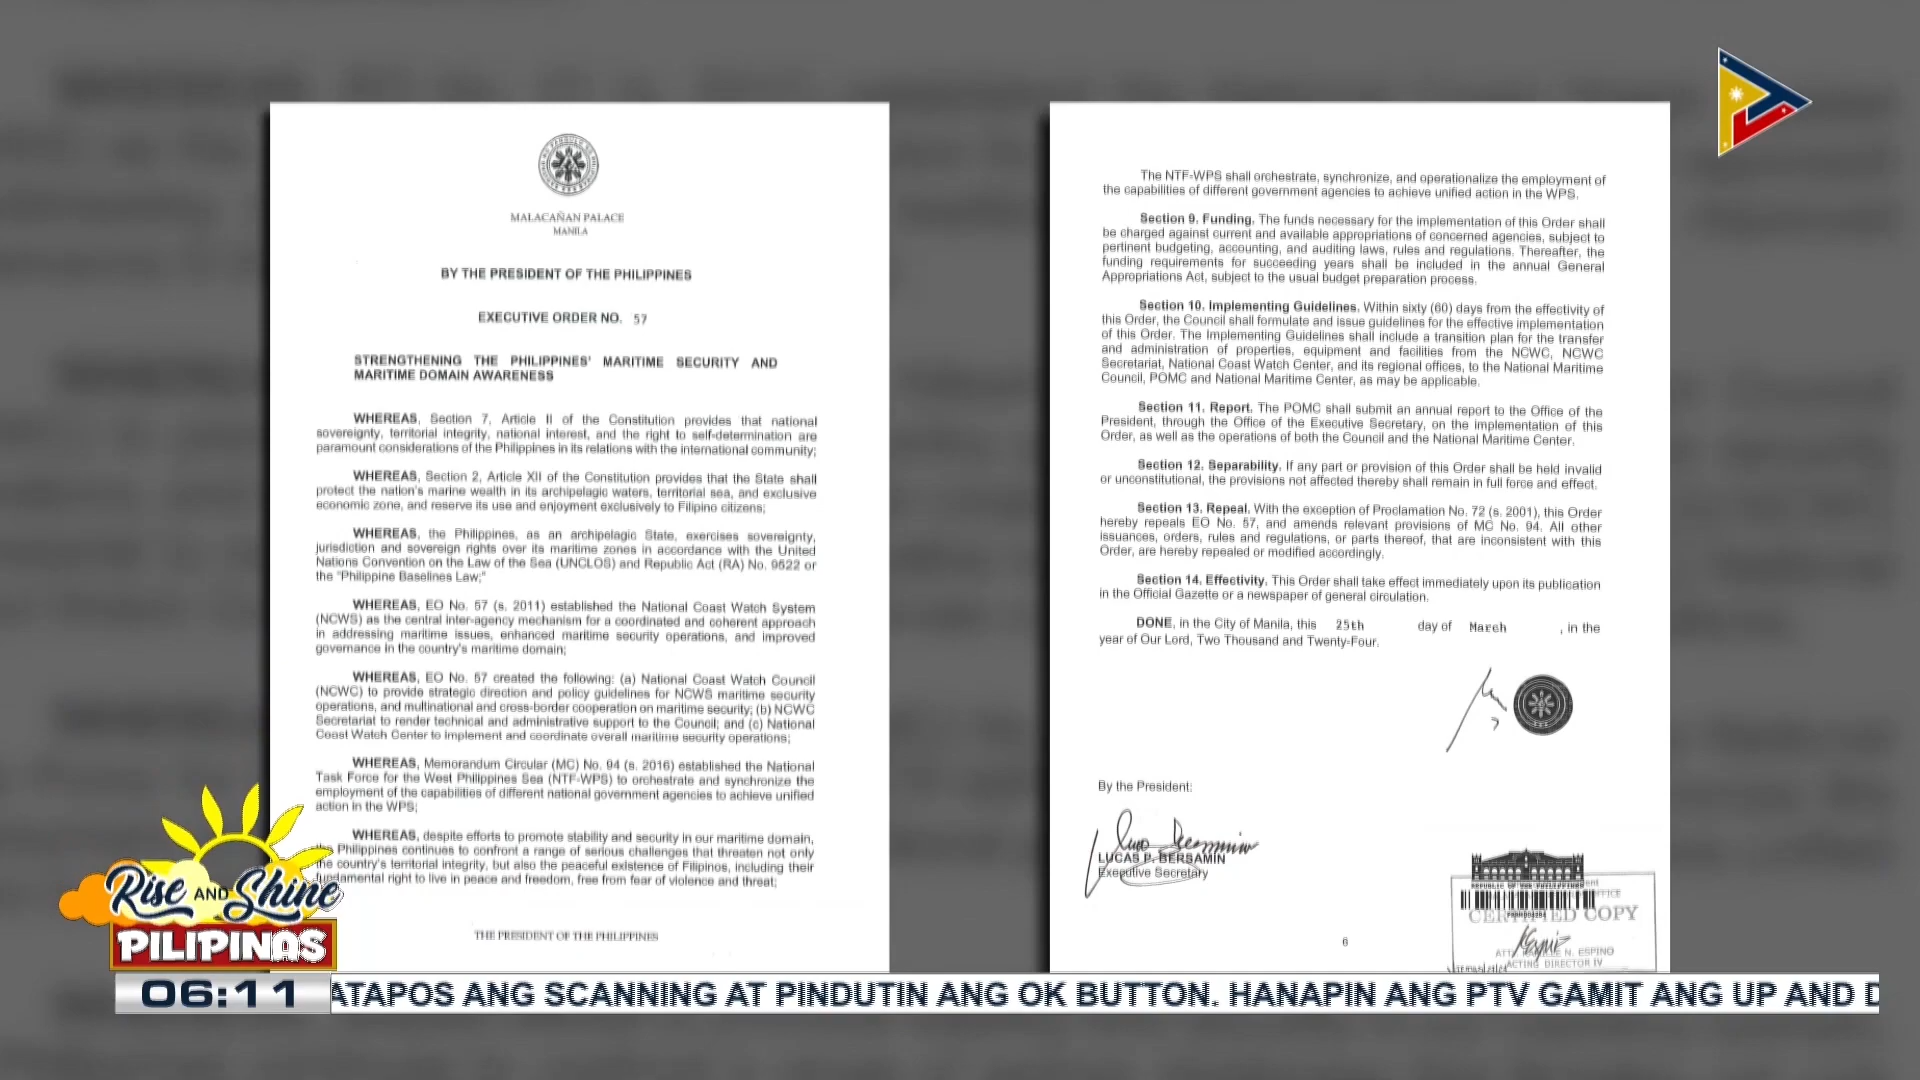 MALACAÑAN PALACE
MANILA
BY THE PRESIDENT OF THE PHILIPPINES
EXECUTIVE ORDER NO. 57
STRENGTHENING THE PHILIPPINES' MARITIME SECURITY AND
MARITIME DOMAIN AWARENESS
WHEREAS, Section 7, Article II of the Constitution provides that national
sovereignty, territorial integrity, national interest, and the right to self-determination are
paramount considerations of the Philippines in its relations with the international community;
WHEREAS, Section 2, Article XII of the Constitution provides that the State shall
protect the nation's marine wealth in its archipelagic waters, territorial sea, and exclusive
economic zone, and reserve its use and enjoyment exclusively to Filipino citizens;
WHEREAS, the Philippines, as an archipelagic State, exercises sovereignty,
jurisdiction and sovereign rights over its maritime zones in accordance with the United
Nations Convention on the Law of the Sea (UNCLOS) and Republic Act (RA) No. 9522 or
the "Philippine Baselines Law;"
WHEREAS, EO No. 57 (s. 2011) established the National Coast Watch System
(NCWS) as the central inter-agency mechanism for a coordinated and coherent approach
in addressing maritime issues, enhanced maritime security operations, and improved
governance in the country's maritime domain;
WHEREAS, EO No. 57 created the following: (a) National Coast Watch Council
(NCWC) to provide strategic direction and policy guidelines for NCWS maritime security
operations, and multinational and cross-border cooperation on maritime security; (b) NCWC
Secretariat to render technical and administrative support to the Council; and (c) National
Coast Watch Center to implement and coordinate overall maritime security operations;
WHEREAS, Memorandum Circular (MC) No. 94 (s. 2016) established the National
Task Force for the West Philippines Sea (NTF-WPS) to orchestrate and synchronize the
employment of the capabilities of different national government agencies to achieve unified
action in the WPS;
WHEREAS, despite efforts to promote stability and security in our maritime domain,
the Philippines continues to confront a range of serious challenges that threaten not only
the country's territorial integrity, but also the peaceful existence of Filipinos, including their
fundamental right to live in peace and freedom, free from fear of violence and threat;
THE PRESIDENT OF THE PHILIPPINES
The NTF-WPS shall orchestrate, synchronize, and operationalize the employment of
the capabilities of different government agencies to achieve unified action in the WPS.
Section 9. Funding. The funds necessary for the implementation of this Order shall
be charged against current and available appropriations of concerned agencies, subject to
pertinent budgeting, accounting, and auditing laws, rules and regulations. Thereafter, the
funding requirements for succeeding years shall be included in the annual General
Appropriations Act, subject to the usual budget preparation process.
Section 10. Implementing Guidelines. Within sixty (60) days from the effectivity of
this Order, the Council shall formulate and issue guidelines for the effective implementation
of this Order. The Implementing Guidelines shall include a transition plan for the transfer
and administration of properties, equipment and facilities from the NCWC, NCWC
Secretariat, National Coast Watch Center, and its regional offices, to the National Maritime
Council, POMC and National Maritime Center, as may be applicable.
Section 11. Report. The POMC shall submit an annual report to the Office of the
President, through the Office of the Executive Secretary, on the implementation of this
Order, as well as the operations of both the Council and the National Maritime Center.
Section 12. Separability. If any part or provision of this Order shall be held invalid
or unconstitutional, the provisions not affected thereby shall remain in full force and effect.
Section 13. Repeal. With the exception of Proclamation No. 72 (s. 2001), this Order
hereby repeals EO No. 57, and amends relevant provisions of MC No. 94. All other
issuances, orders, rules and regulations, or parts thereof, that are inconsistent with this
Order, are hereby repealed or modified accordingly.
Section 14. Effectivity. This Order shall take effect immediately upon its publication
in the Official Gazette or a newspaper of general circulation.
DONE, in the City of Manila, this 25th day of March, in the
year of Our Lord, Two Thousand and Twenty-Four.
By the President:
LUCAS P. BERSAMIN
Executive Secretary
REPUBLIC OF THE PHILIPPINES
CERTIFIED COPY
N. ESPINO
ACTING DIRECTOR IV
6
Rise AND Shine
PILIPINAS
06:11
ATAPOS ANG SCANNING AT PINDUTIN ANG OK BUTTON. HANAPIN ANG PTV GAMIT ANG UP AND D